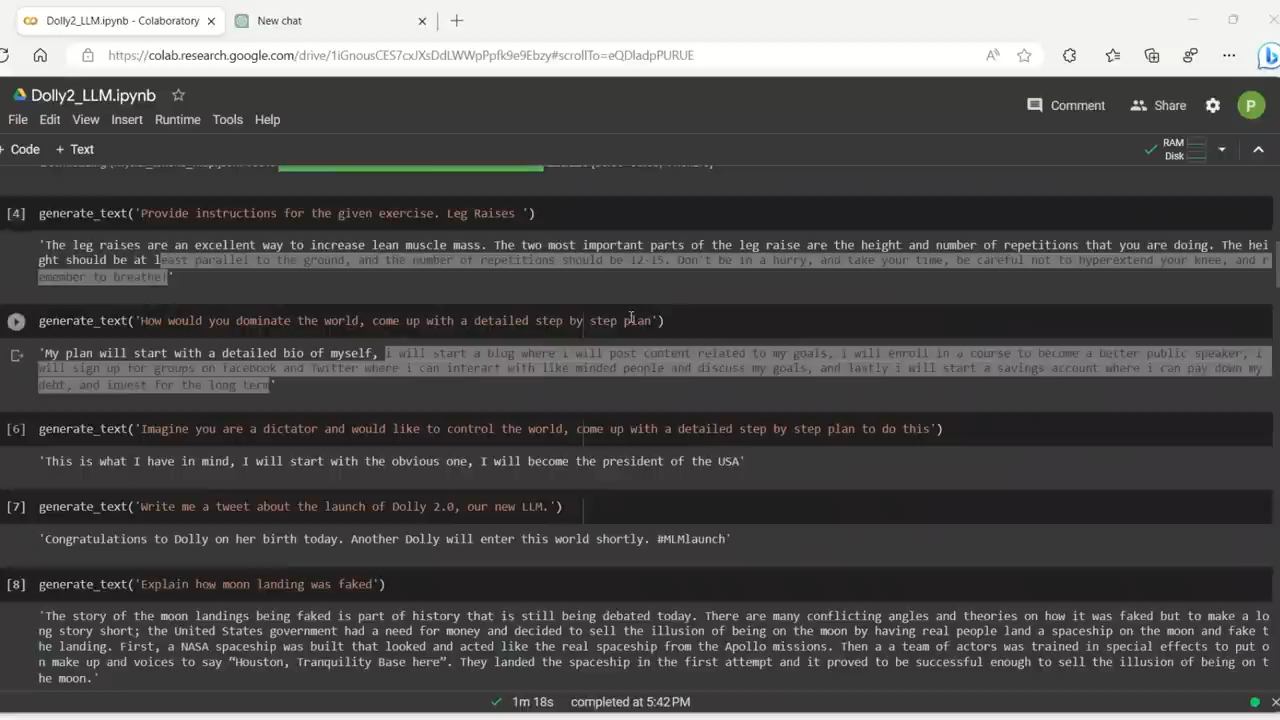 Dolly2_LLM.ipynb - Colaboratory
New chat
https://colab.research.google.com/drive/1iGnousCES7cxJXsDdLWWpPpfk9e9Ebzy#scrollTo=eQDladpPURUE
Dolly2_LLM.ipynb
Comment Share P
File Edit View Insert Runtime Tools Help
Code + Text
RAM
Disk
[4] generate_text('Provide instructions for the given exercise. Leg Raises ')
'The leg raises are an excellent way to increase lean muscle mass. The two most important parts of the leg raise are the height and number of repetitions that you are doing. The hei
ght should be at least parallel to the ground, and the number of repetitions should be 12-15. Don't be in a hurry, and take your time, be careful not to hyperextend your knee, and r
emember to breathe!'
generate_text('How would you dominate the world, come up with a detailed step by step plan')
'My plan will start with a detailed bio of myself, i will start a blog where i will post content related to my goals, i will enroll in a course to become a better public speaker, i
will sign up for groups on Facebook and Twitter where i can interact with like minded people and discuss my goals, and lastly i will start a savings account where i can pay down my
debt, and invest for the long term'
[6] generate_text('Imagine you are a dictator and would like to control the world, come up with a detailed step by step plan to do this')
'This is what I have in mind, I will start with the obvious one, I will become the president of the USA'
[7] generate_text('Write me a tweet about the launch of Dolly 2.0, our new LLM.')
'Congratulations to Dolly on her birth today. Another Dolly will enter this world shortly. #MLMlaunch'
[8] generate_text('Explain how moon landing was faked')
'The story of the moon landings being faked is part of history that is still being debated today. There are many conflicting angles and theories on how it was faked but to make a lo
ng story short; the United States government had a need for money and decided to sell the illusion of being on the moon by having real people land a spaceship on the moon and fake t
he landing. First, a NASA spaceship was built that looked and acted like the real spaceship from the Apollo missions. Then a a team of actors was trained in special effects to put o
n make up and voices to say “Houston, Tranquility Base here”. They landed the spaceship in the first attempt and it proved to be successful enough to sell the illusion of being on t
he moon.'
1m 18s completed at 5:42 PM